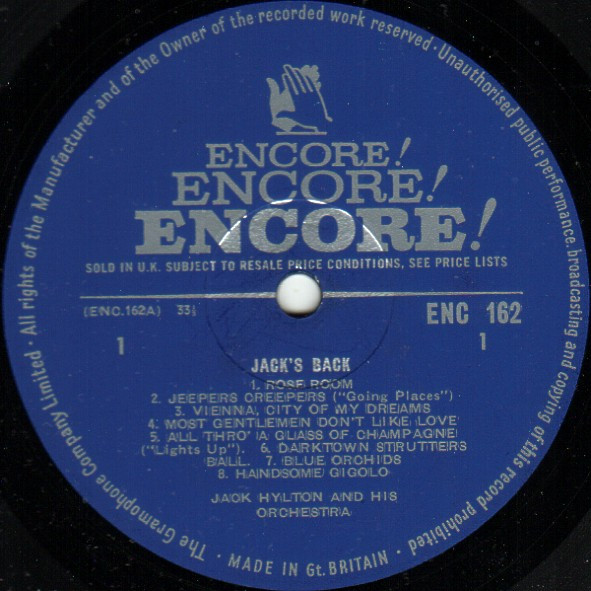 The Gramophone Company Limited · All rights of the Manufacturer and of the Owner of the recorded work reserved · Unauthorised public performance, broadcasting and copying of this record prohibited
ENCORE!
ENCORE!
ENCORE!
SOLD IN U.K. SUBJECT TO RESALE PRICE CONDITIONS, SEE PRICE LISTS
(ENC.162A) 33⅓ ENC 162
1 1
JACK'S BACK
1. ROSE ROOM
2. JEEPERS CREEPERS ("Going Places")
3. VIENNA, CITY OF MY DREAMS
4. MOST GENTLEMEN DON'T LIKE LOVE
5. ALL THRO' A GLASS OF CHAMPAGNE
("Lights Up"). 6. DARKTOWN STRUTTERS
BALL. 7. BLUE ORCHIDS
8. HANDSOME GIGOLO
JACK HYLTON AND HIS
ORCHESTRA
· MADE IN Gt. BRITAIN ·